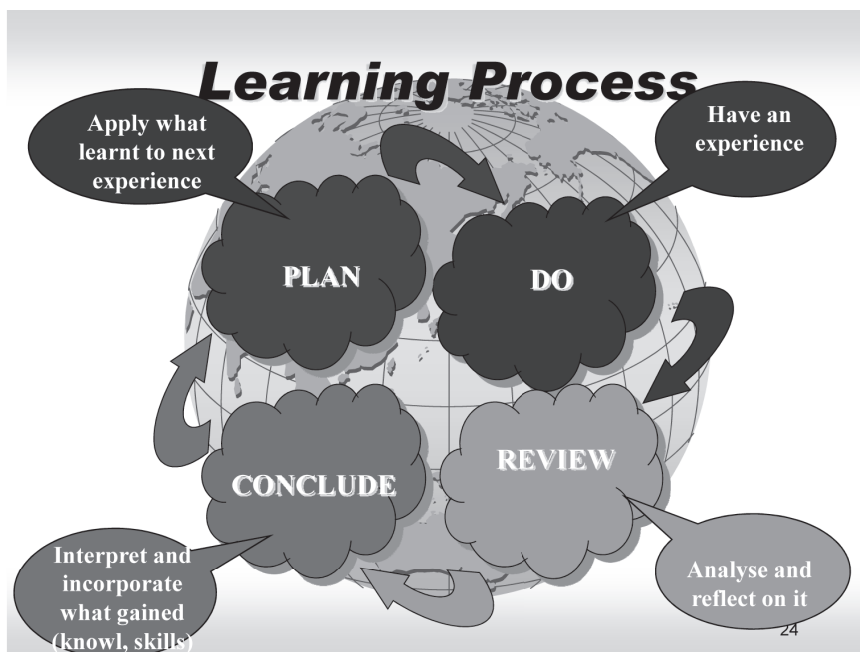 Learning Process
Apply what
learnt to next
experience
Have an
experience
PLAN
DO
CONCLUDE
REVIEW
Interpret and
incorporate
what gained
(knowl, skills)
Analyse and
reflect on it
24